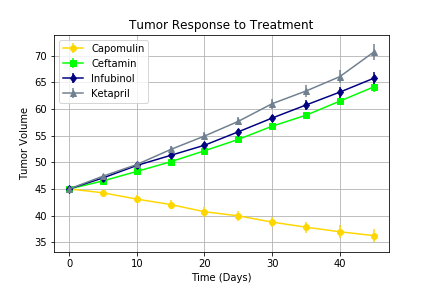 Tumor Response to Treatment
Capomulin
Ceftamin
Infubinol
Ketapril
Tumor Volume
70
65
60
55
50
45
40
35
0 10 20 30 40
Time (Days)